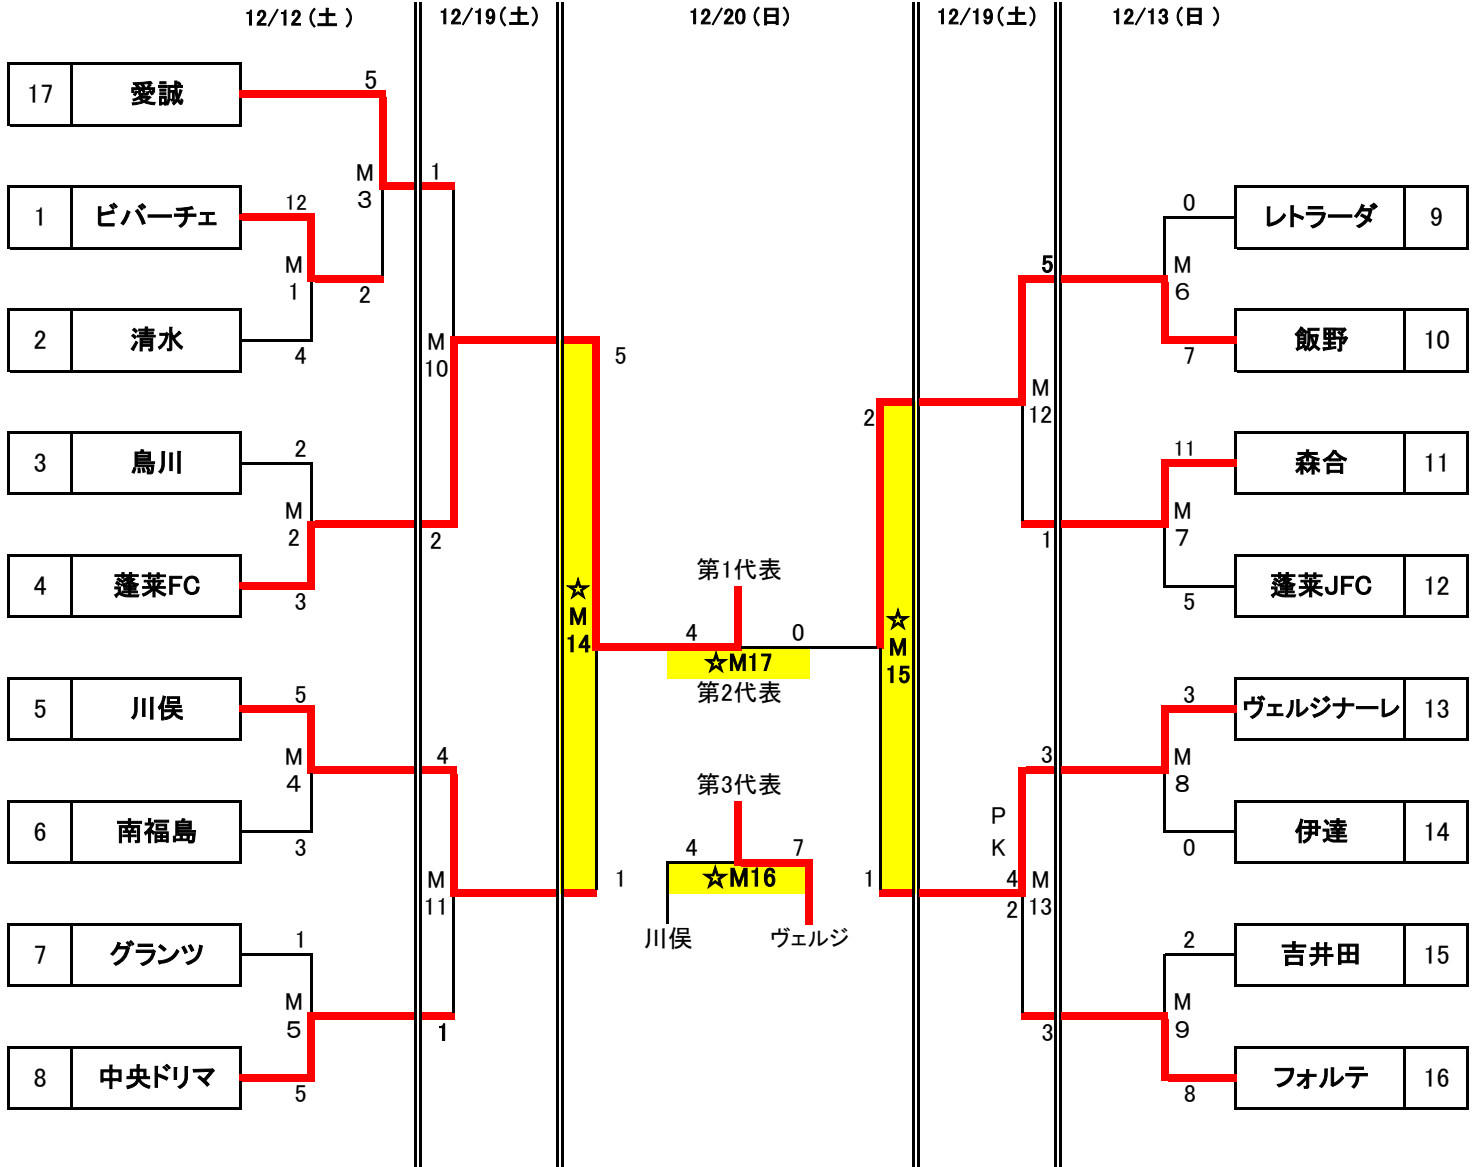 12/12（土 ）
12/19（土）
12/20（日）
12/19（土）
12/13（日 ）
17 愛誠
5
M
3
1
1 ビバーチェ
12
M
1
2
2 清水
4
M
10
5
3 鳥川
2
M
2
2
4 蓬莱FC
3
☆
M
14
5 川俣
5
M
4
4
6 南福島
3
M
11
1
7 グランツ
1
M
5
1
8 中央ドリマ
5
第1代表
4 0
☆M17
第2代表
第3代表
4 7
☆M16
川俣 ヴェルジ
2
☆
M
15
1
0
レトラーダ 9
5
M
6
飯野 10
7
M
12
11
森合 11
M
7
1
蓬莱JFC 12
5
3
ヴェルジナーレ 13
3
M
8
P
K
伊達 14
0
4
2
M
13
2
吉井田 15
M
9
3
フォルテ 16
8